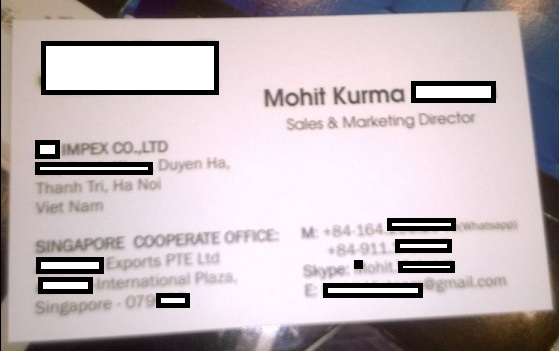 Mohit Kurma
Sales & Marketing Director
IMPEX CO.,LTD
Duyen Ha,
Thanh Tri, Ha Noi
Viet Nam
SINGAPORE COOPERATE OFFICE:
Exports PTE Ltd
International Plaza,
Singapore - 079
M: +84-164. (Whatsapp)
+84-911.
Skype: Mohit.
E: @gmail.com